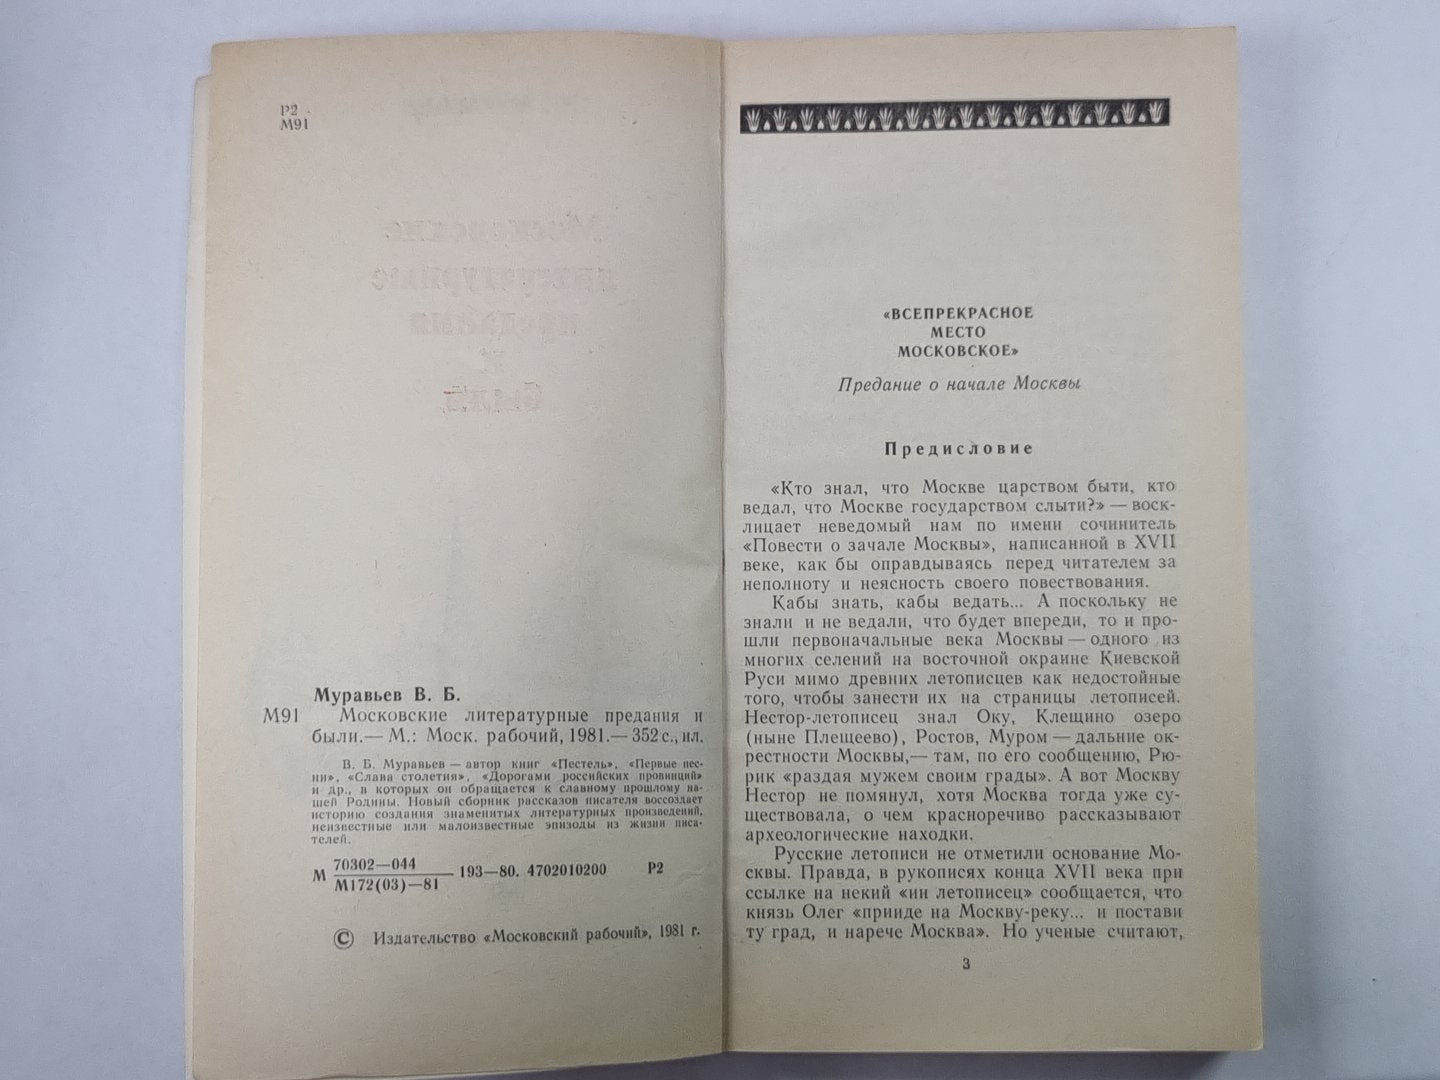 Р2
М91
Муравьев В. Б.
М91 Московские литературные предания и
были.— М.: Моск. рабочий, 1981.— 352 с., ил.
В. Б. Муравьев — автор книг «Пестель», «Первые пес-
ни», «Слава столетия», «Дорогами российских провинций»
и др., в которых он обращается к славному прошлому на-
шей Родины. Новый сборник рассказов писателя воссоздает
историю создания знаменитых литературных произведений,
неизвестные или малоизвестные эпизоды из жизни писа-
телей.
М 70302—044
М172(03)—81 193—80. 4702010200 Р2
© Издательство «Московский рабочий», 1981 г.
«ВСЕПРЕКРАСНОЕ
МЕСТО
МОСКОВСКОЕ»
Предание о начале Москвы
Предисловие
«Кто знал, что Москве царством быти, кто
ведал, что Москве государством слыти?» — воск-
лицает неведомый нам по имени сочинитель
«Повести о зачале Москвы», написанной в XVII
веке, как бы оправдываясь перед читателем за
неполноту и неясность своего повествования.
Кабы знать, кабы ведать... А поскольку не
знали и не ведали, что будет впереди, то и про-
шли первоначальные века Москвы — одного из
многих селений на восточной окраине Киевской
Руси мимо древних летописцев как недостойные
того, чтобы занести их на страницы летописей.
Нестор-летописец знал Оку, Клещино озеро
(ныне Плещеево), Ростов, Муром — дальние ок-
рестности Москвы,— там, по его сообщению, Рю-
рик «раздая мужем своим грады». А вот Москву
Нестор не помянул, хотя Москва тогда уже су-
ществовала, о чем красноречиво рассказывают
археологические находки.
Русские летописи не отметили основание Мо-
сквы. Правда, в рукописях конца XVII века при
ссылке на некий «ин летописец» сообщается, что
князь Олег «прииде на Москву-реку... и постави
ту град, и нарече Москва». Но ученые считают,
3